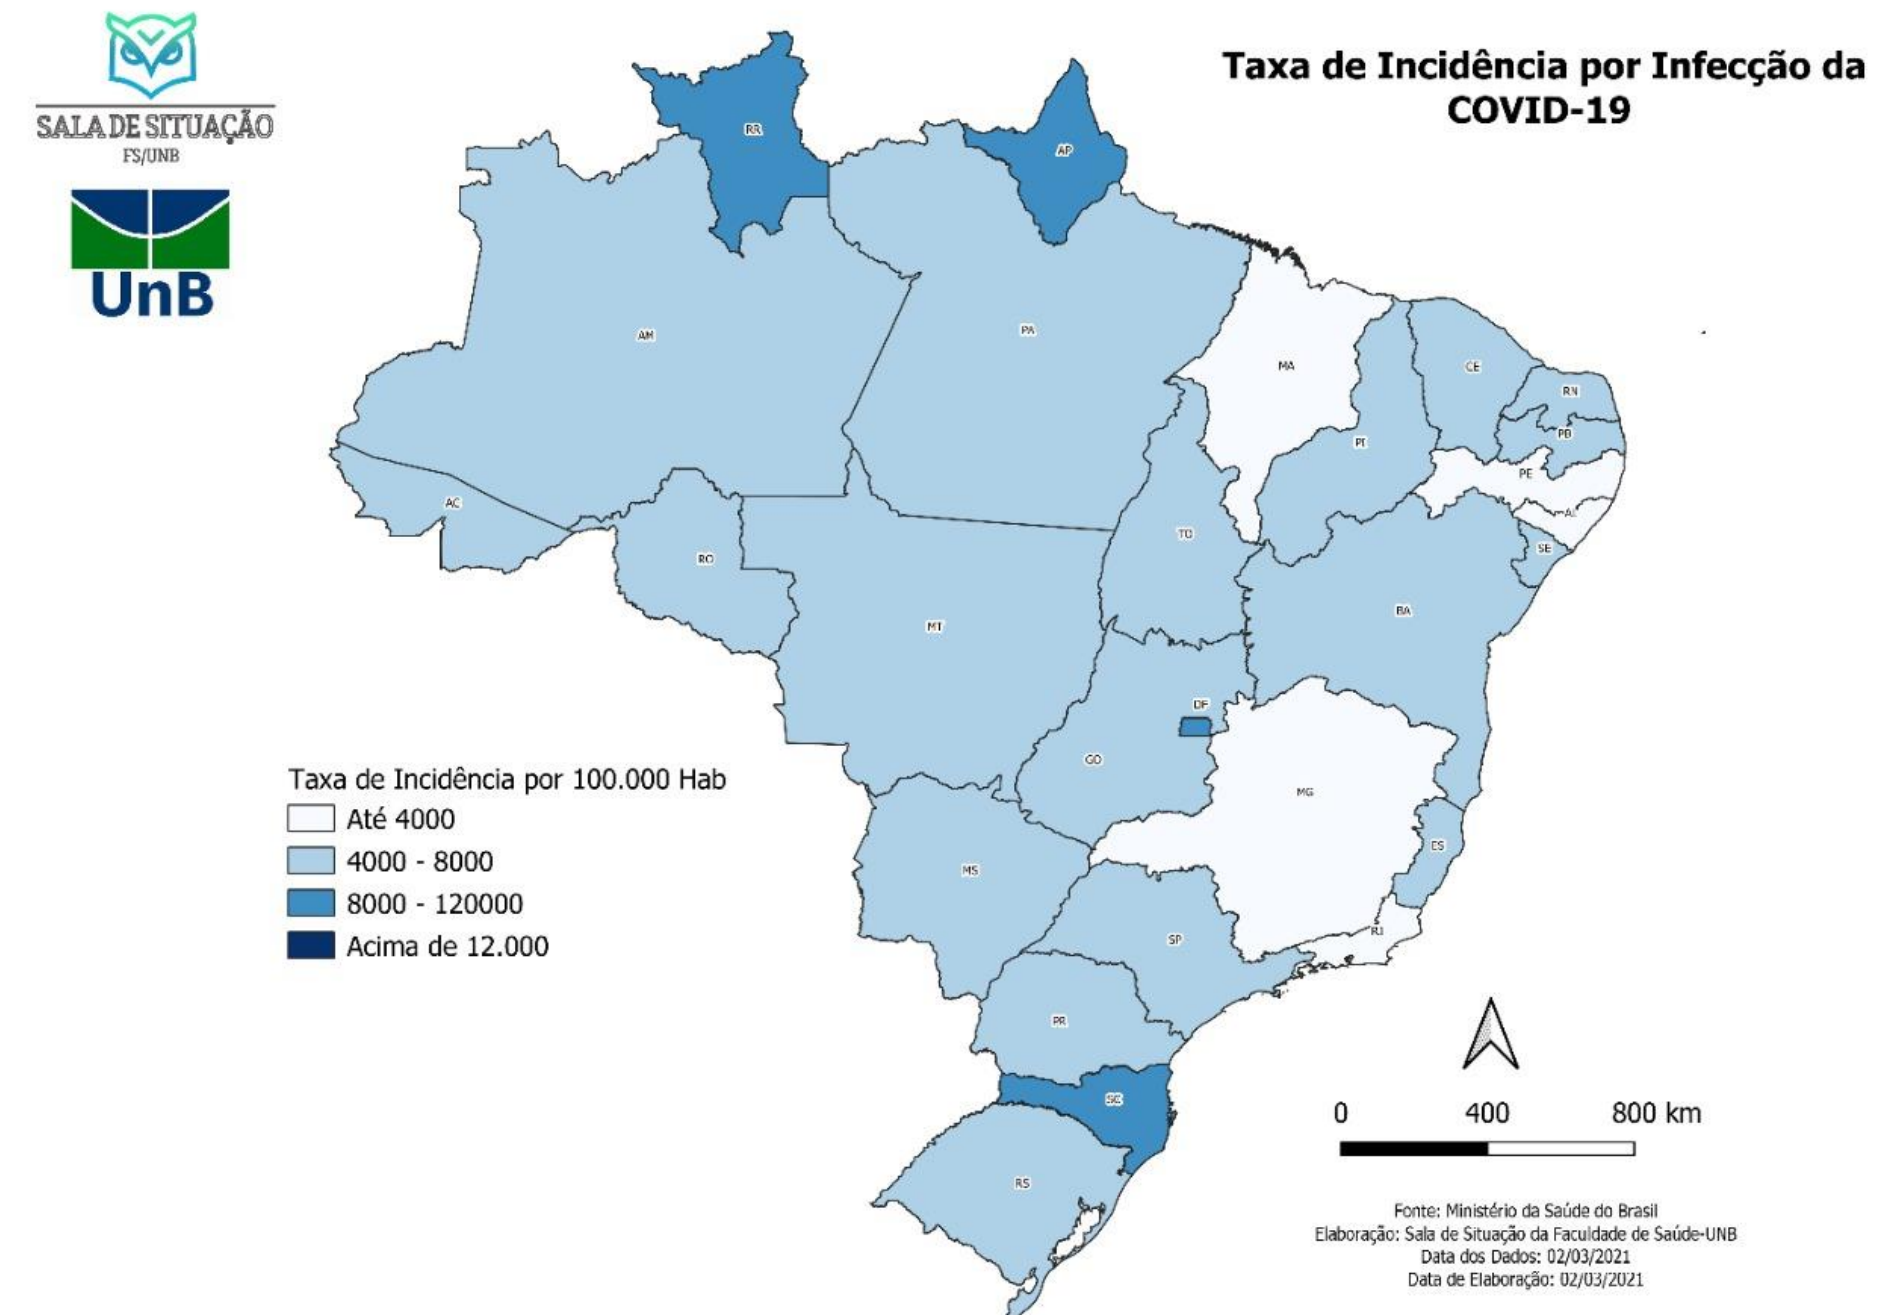 SALA DE SITUAÇÃO
FS/UNB
UnB
Taxa de Incidência por Infecção da
COVID-19
RR
AP
AM
PA
MA
CE
RN
PB
PI
PE
AL
SE
AC
RO
TO
BA
MT
DF
GO
MG
ES
MS
RJ
SP
PR
SC
RS
Taxa de Incidência por 100.000 Hab
Até 4000
4000 - 8000
8000 - 120000
Acima de 12.000
0 400 800 km
Fonte: Ministério da Saúde do Brasil
Elaboração: Sala de Situação da Faculdade de Saúde-UNB
Data dos Dados: 02/03/2021
Data de Elaboração: 02/03/2021